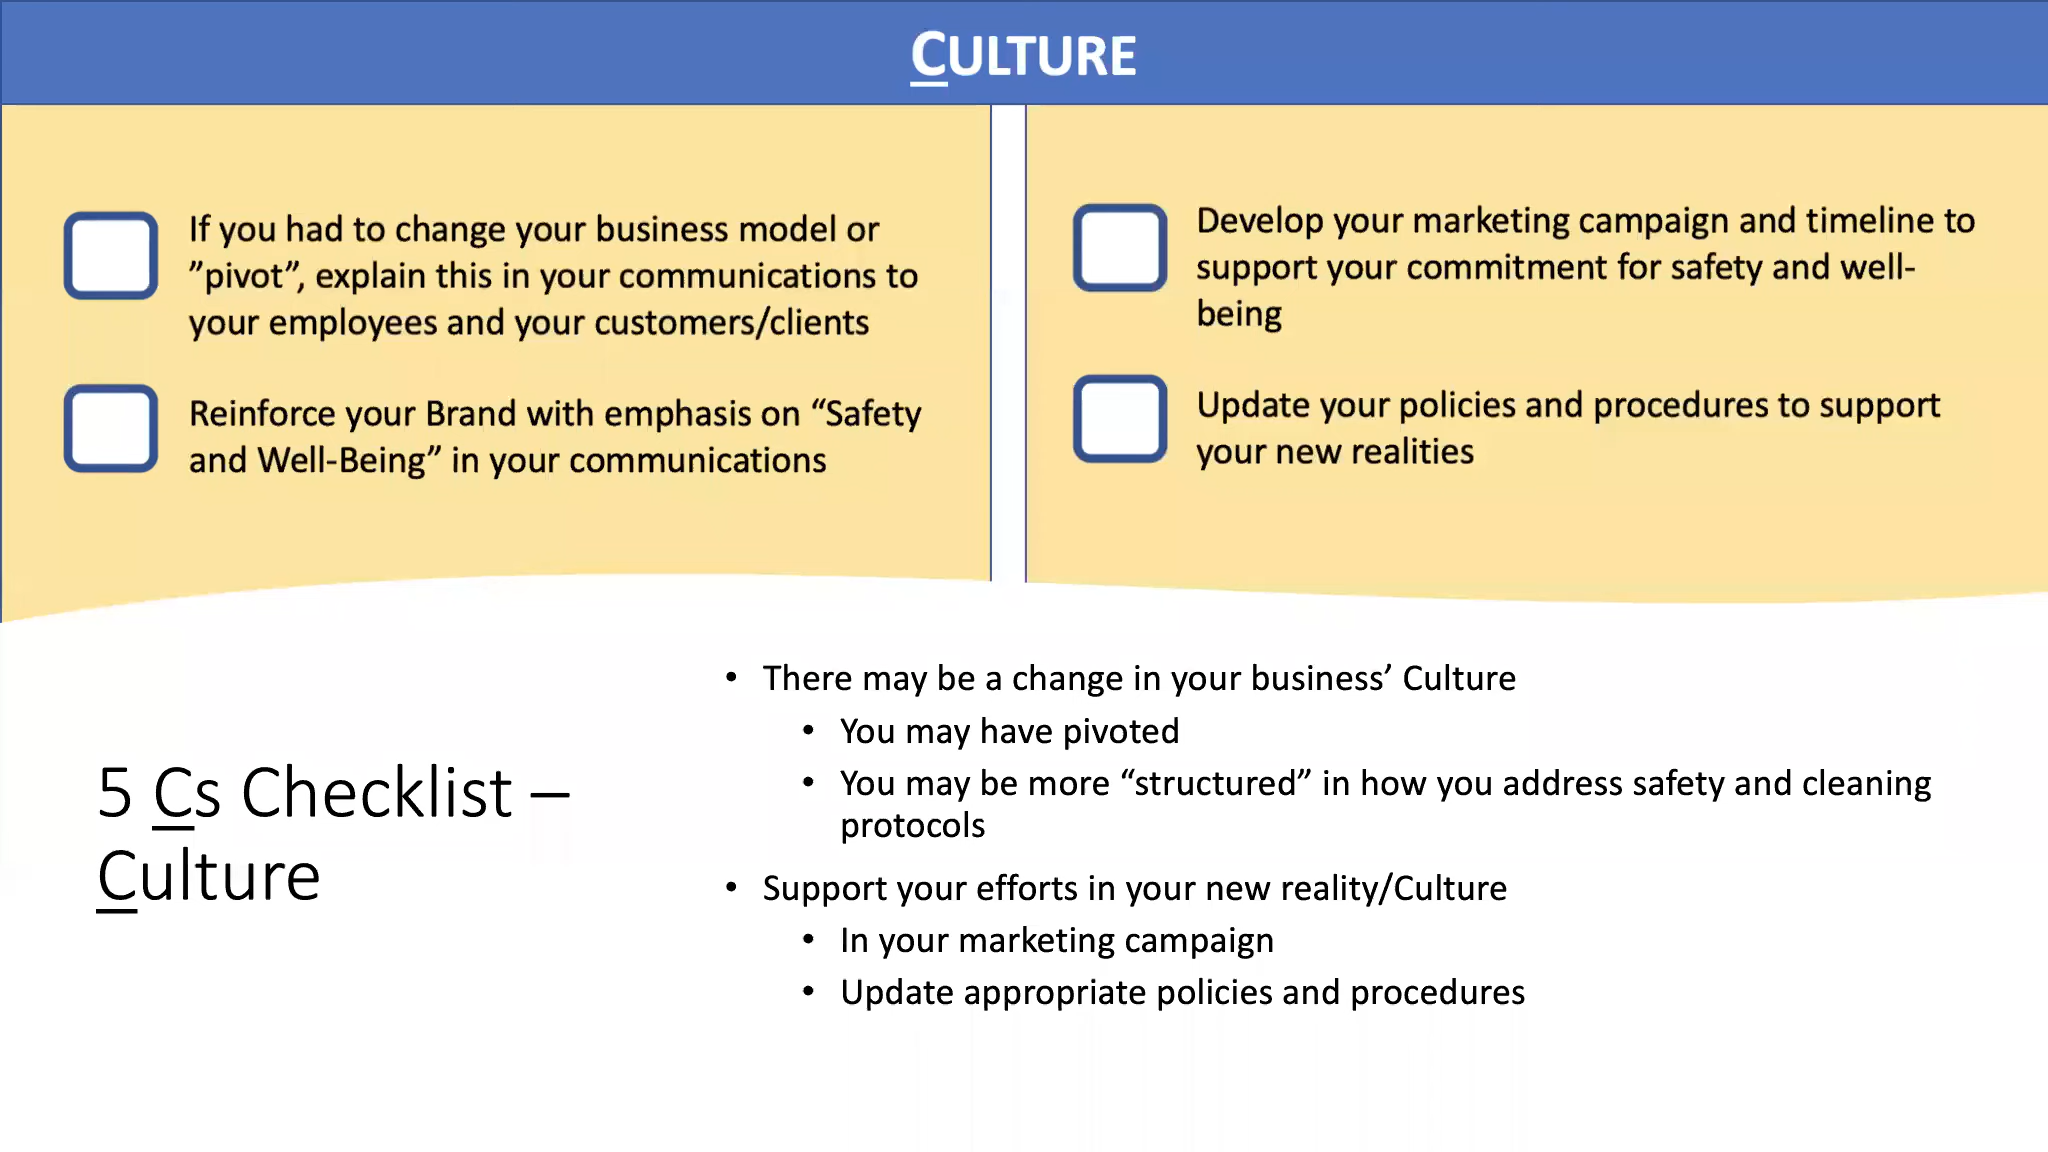 CULTURE
If you had to change your business model or
”pivot”, explain this in your communications to
your employees and your customers/clients
Reinforce your Brand with emphasis on “Safety
and Well-Being” in your communications
Develop your marketing campaign and timeline to
support your commitment for safety and well-
being
Update your policies and procedures to support
your new realities
5 Cs Checklist –
Culture
• There may be a change in your business’ Culture
• You may have pivoted
• You may be more “structured” in how you address safety and cleaning
protocols
• Support your efforts in your new reality/Culture
• In your marketing campaign
• Update appropriate policies and procedures